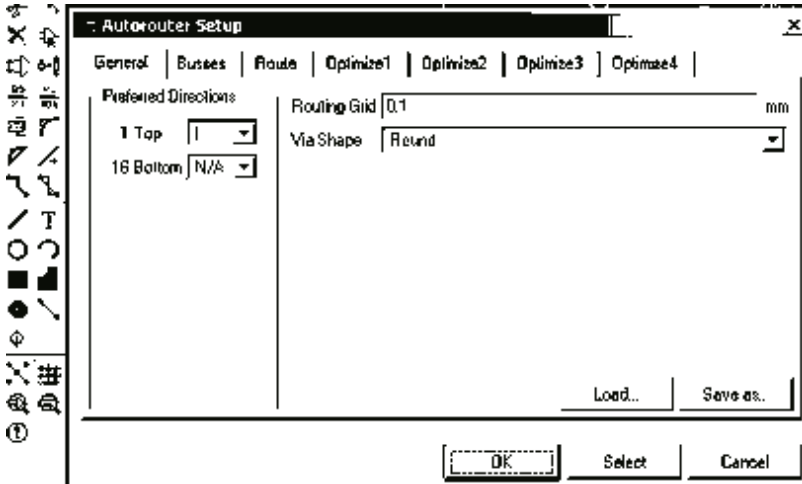 Autorouter Setup
General Busses Route Optimize1 Optimize2 Optimize3 Optimize4
Preferred Directions
Routing Grid 0.1 mm
1 Top
Via Shape Round
16 Bottom N/A
T
Load... Save as..
OK Select Cancel